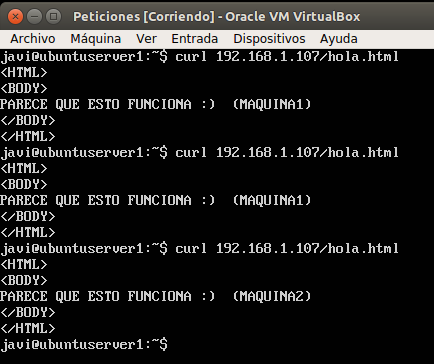 Peticiones [Corriendo] - Oracle VM VirtualBox
Archivo Máquina Ver Entrada Dispositivos Ayuda
javi@ubuntuserver1:~$ curl 192.168.1.107/hola.html
<HTML>
<BODY>
PARECE QUE ESTO FUNCIONA :)  (MAQUINA1)
</BODY>
</HTML>
javi@ubuntuserver1:~$ curl 192.168.1.107/hola.html
<HTML>
<BODY>
PARECE QUE ESTO FUNCIONA :)  (MAQUINA1)
</BODY>
</HTML>
javi@ubuntuserver1:~$ curl 192.168.1.107/hola.html
<HTML>
<BODY>
PARECE QUE ESTO FUNCIONA :)  (MAQUINA2)
</BODY>
</HTML>
javi@ubuntuserver1:~$